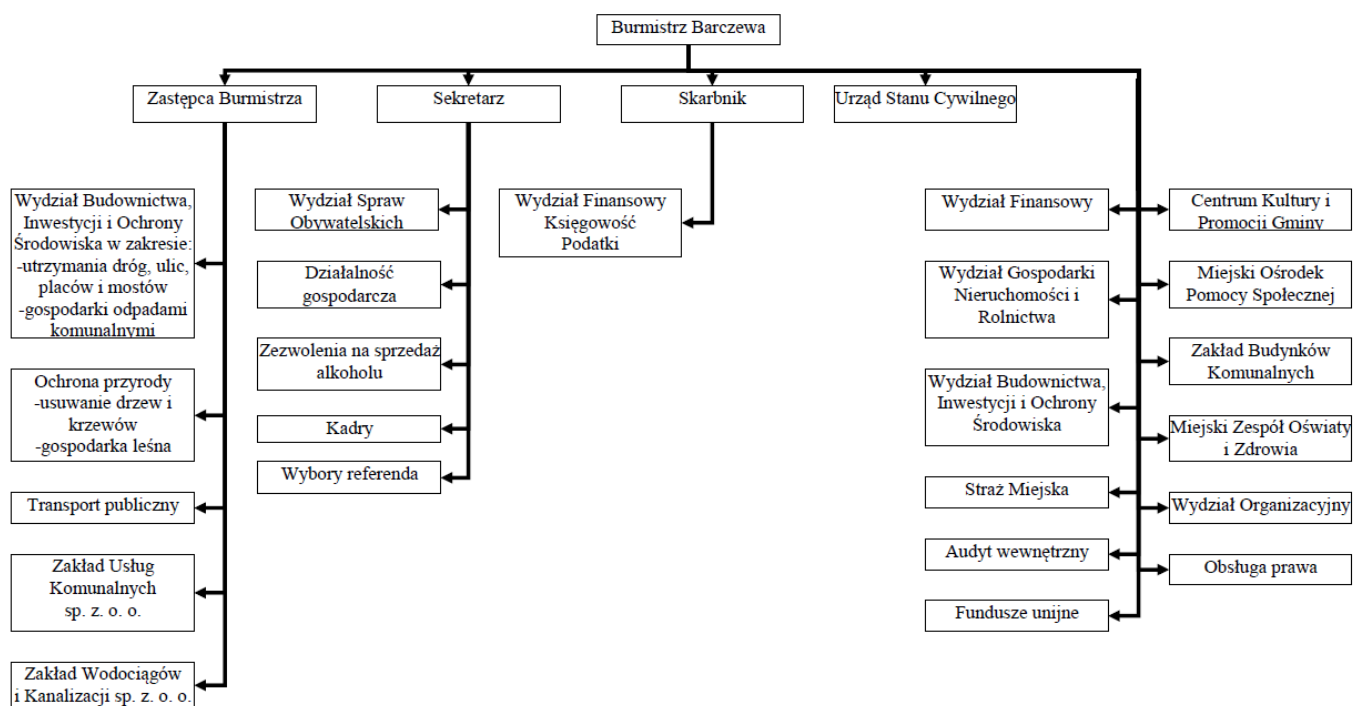 Burmistrz Barczewa
Zastępca Burmistrza
Sekretarz
Skarbnik
Urząd Stanu Cywilnego
Wydział Budownictwa,
Inwestycji i Ochrony
Środowiska w zakresie:
-utrzymania dróg, ulic,
placów i mostów
-gospodarki odpadami
komunalnymi
Ochrona przyrody
-usuwanie drzew i
krzewów
-gospodarka leśna
Transport publiczny
Zakład Usług
Komunalnych
sp. z. o. o.
Zakład Wodociągów
i Kanalizacji sp. z. o. o.
Wydział Spraw
Obywatelskich
Działalność
gospodarcza
Zezwolenia na sprzedaż
alkoholu
Kadry
Wybory referenda
Wydział Finansowy
Księgowość
Podatki
Wydział Finansowy
Wydział Gospodarki
Nieruchomości i
Rolnictwa
Wydział Budownictwa,
Inwestycji i Ochrony
Środowiska
Straż Miejska
Audyt wewnętrzny
Fundusze unijne
Centrum Kultury i
Promocji Gminy
Miejski Ośrodek
Pomocy Społecznej
Zakład Budynków
Komunalnych
Miejski Zespół Oświaty
i Zdrowia
Wydział Organizacyjny
Obsługa prawa